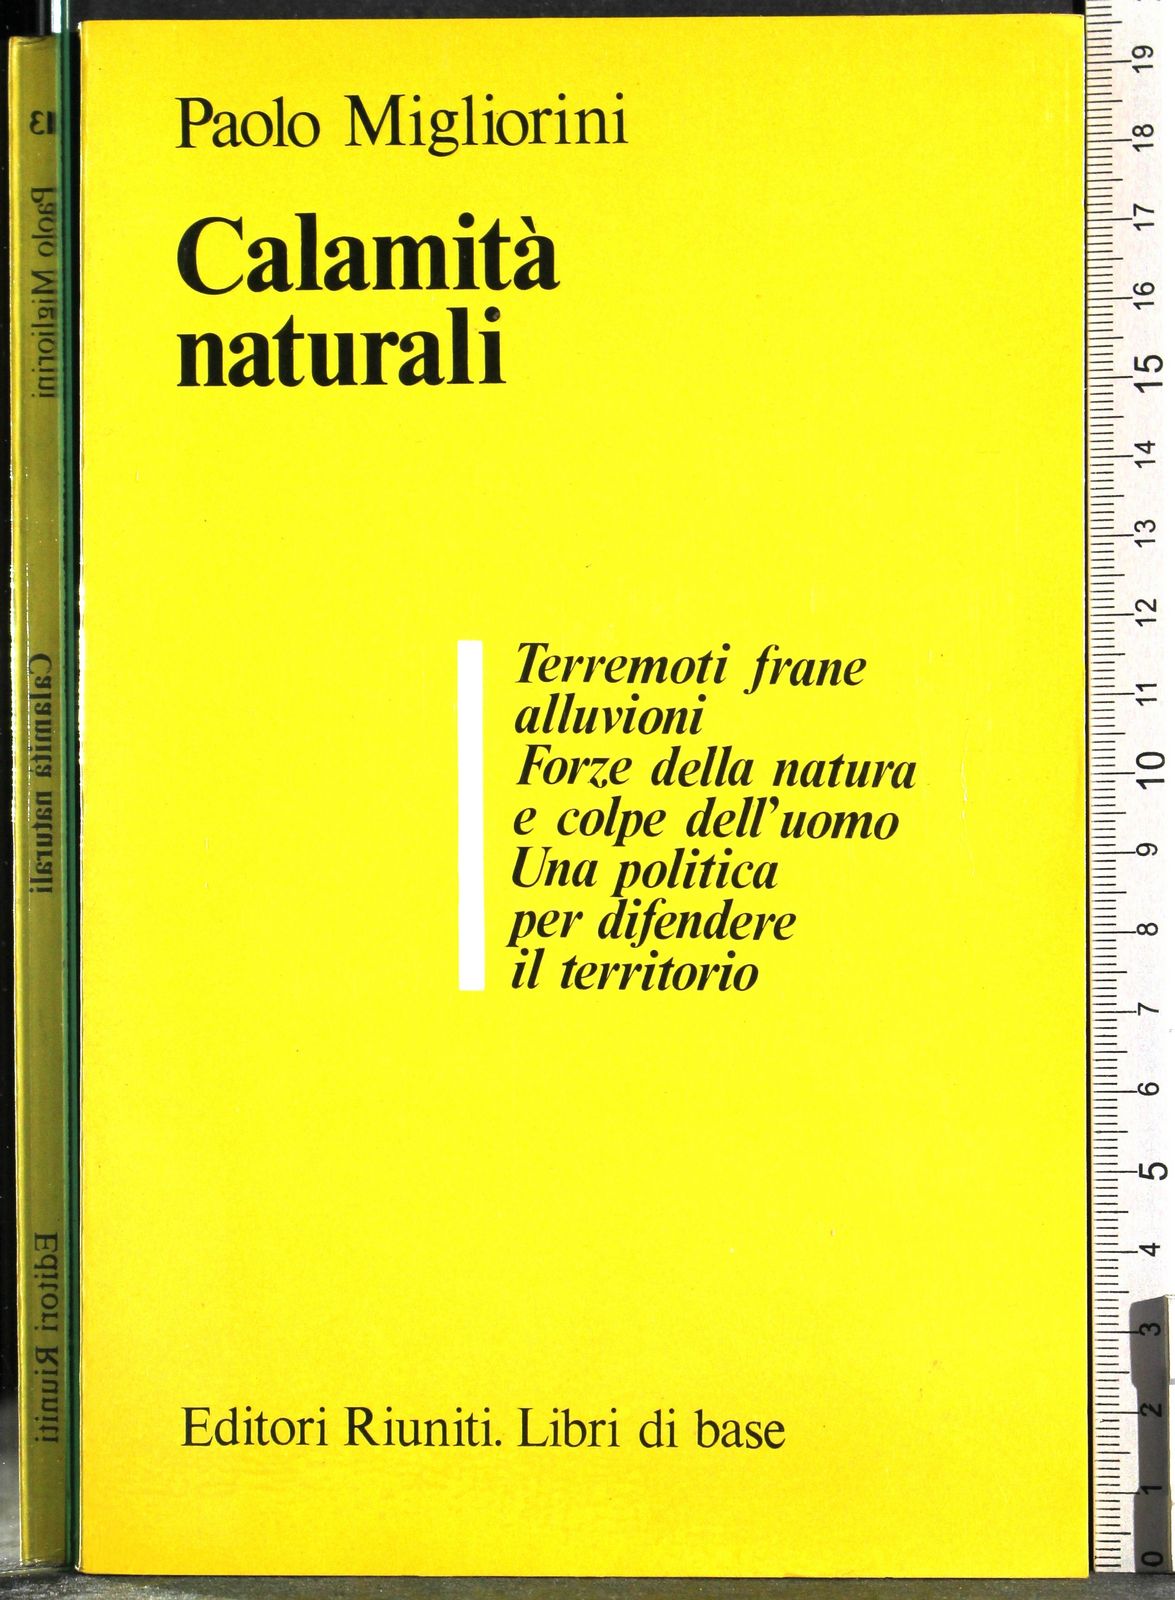 Paolo Migliorini
Calamità
naturali
Terremoti frane
alluvioni
Forze della natura
e colpe dell'uomo
Una politica
per difendere
il territorio
Editori Riuniti. Libri di base
13
Paolo Migliorini
Calamità naturali
Editori Riuniti
19
18
17
16
15
14
13
12
11
10
9
8
7
6
5
4
3
2
1
0